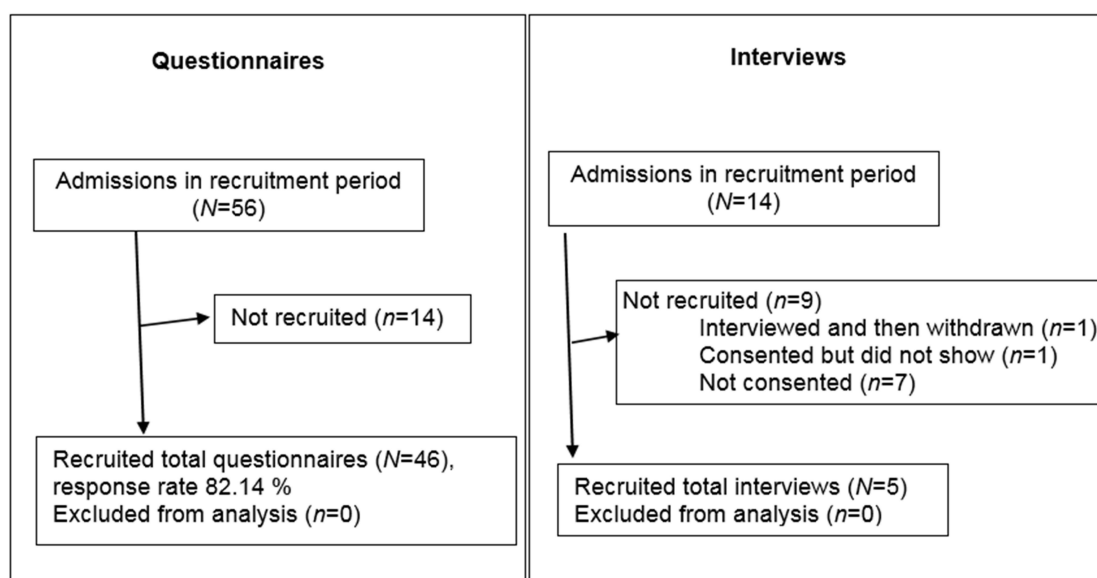 Questionnaires
Admissions in recruitment period
(N=56)
Not recruited (n=14)
Recruited total questionnaires (N=46),
response rate 82.14 %
Excluded from analysis (n=0)
Interviews
Admissions in recruitment period
(N=14)
Not recruited (n=9)
Interviewed and then withdrawn (n=1)
Consented but did not show (n=1)
Not consented (n=7)
Recruited total interviews (N=5)
Excluded from analysis (n=0)